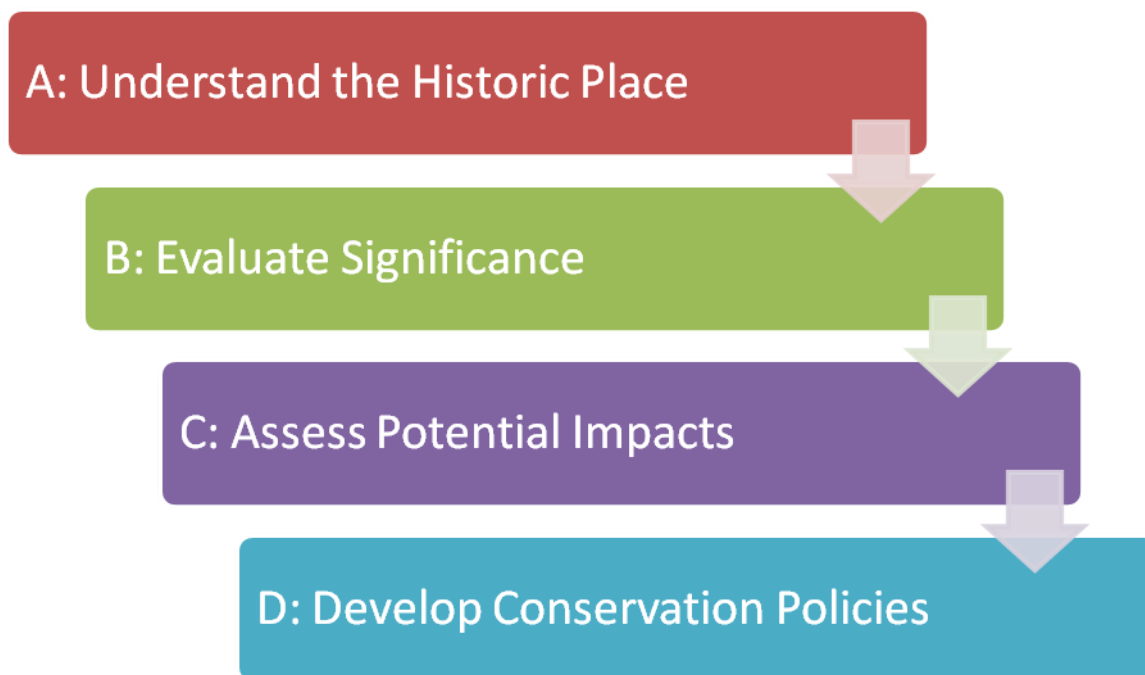 A: Understand the Historic Place
B: Evaluate Significance
C: Assess Potential Impacts
D: Develop Conservation Policies